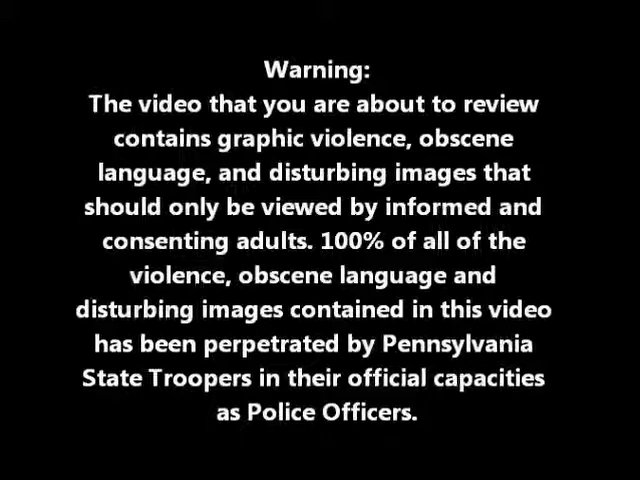 Warning:
The video that you are about to review
contains graphic violence, obscene
language, and disturbing images that
should only be viewed by informed and
consenting adults. 100% of all of the
violence, obscene language and
disturbing images contained in this video
has been perpetrated by Pennsylvania
State Troopers in their official capacities
as Police Officers.